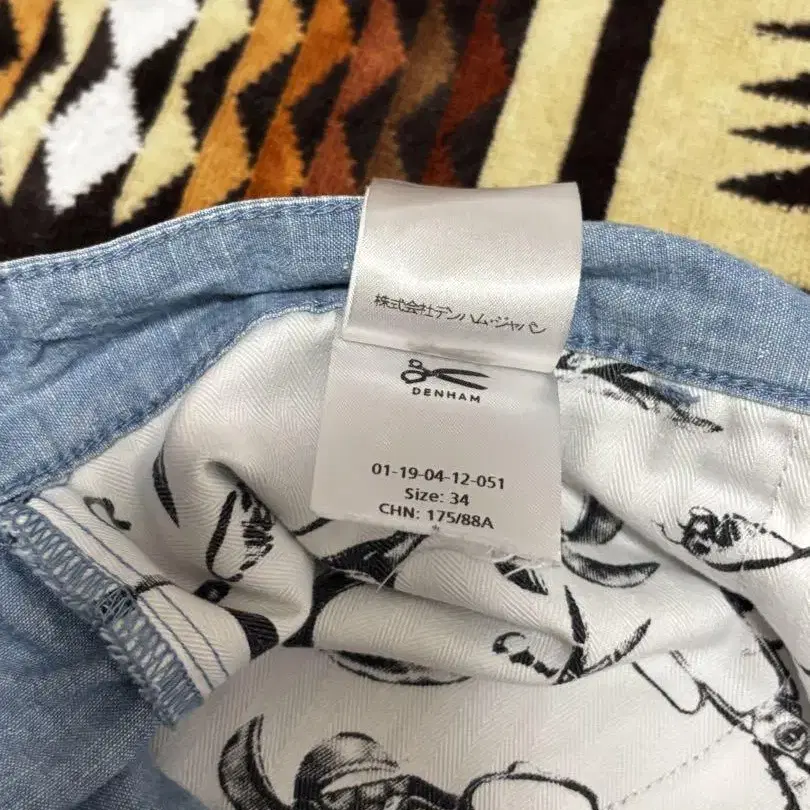 株式会社デンハム・ジャパン
DENHAM
01-19-04-12-051
Size: 34
CHN: 175/88A